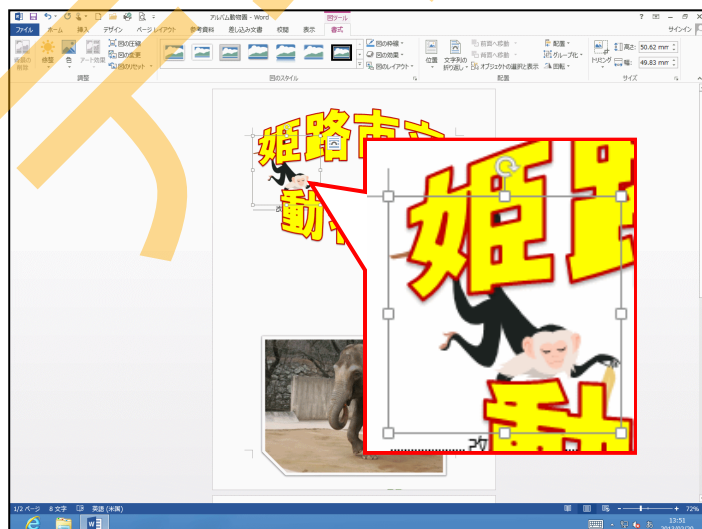 アルバム動物園 - Word
図ツール
サインイン
ファイル ホーム 挿入 デザイン ページ レイアウト 参考資料 差し込み文書 校閲 表示 書式
背景の削除
修整
色
アート効果
図の圧縮
図の変更
図のリセット
調整
図のスタイル
図の枠線
図の効果
図のレイアウト
位置
文字列の折り返し
前面へ移動
背面へ移動
オブジェクトの選択と表示
配置
グループ化
回転
配置
トリミング
高さ: 50.62 mm
幅: 49.83 mm
サイズ
姫路市立
動
姫路
動
改
1/2 ページ 8 文字 英語 (米国)
72%
13:51